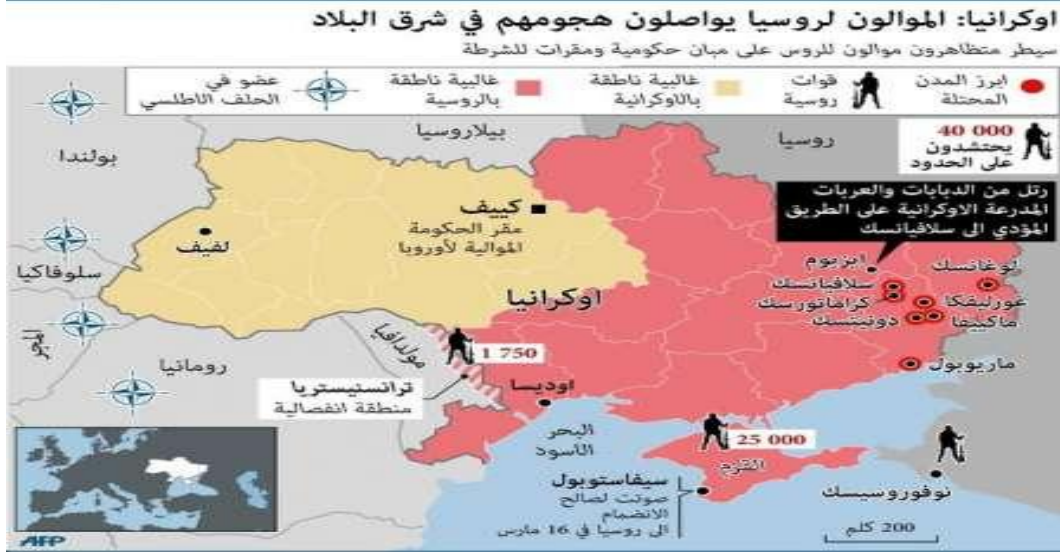 اوكرانيا: الموالون لروسيا يواصلون هجومهم في شرق البلاد
سيطر متظاهرون موالون للروس على مبان حكومية ومقرات للشرطة
ابرز المدن
المحتلة
قوات
روسية
غالبية ناطقة
بالاوكرانية
غالبية ناطقة
بالروسية
عضو في
الحلف الاطلسي
روسيا
40 000
يحتشدون
على الحدود
بيلاروسيا
بولندا
رتل من الدبابات والعربات
المدرعة الاوكرانية على الطريق
المؤدي الى سلافيانسك
كييف
مقر الحكومة
الموالية لأوروبا
لفيف
سلوفاكيا
ايزيوم
لوغانسك
سلافيانسك
كراماتورسك
غورليفكا
ماكييفا
دونيتسك
اوكرانيا
المجر
رومانيا
مولدافيا
1 750
ترانسنيستريا
منطقة انفصالية
اوديسا
ماريوبول
البحر
الأسود
25 000
القرم
سيفاستوبول
صوتت لصالح
الانضمام
الى روسيا في 16 مارس
نوفوروسيسك
200 كلم
AFP